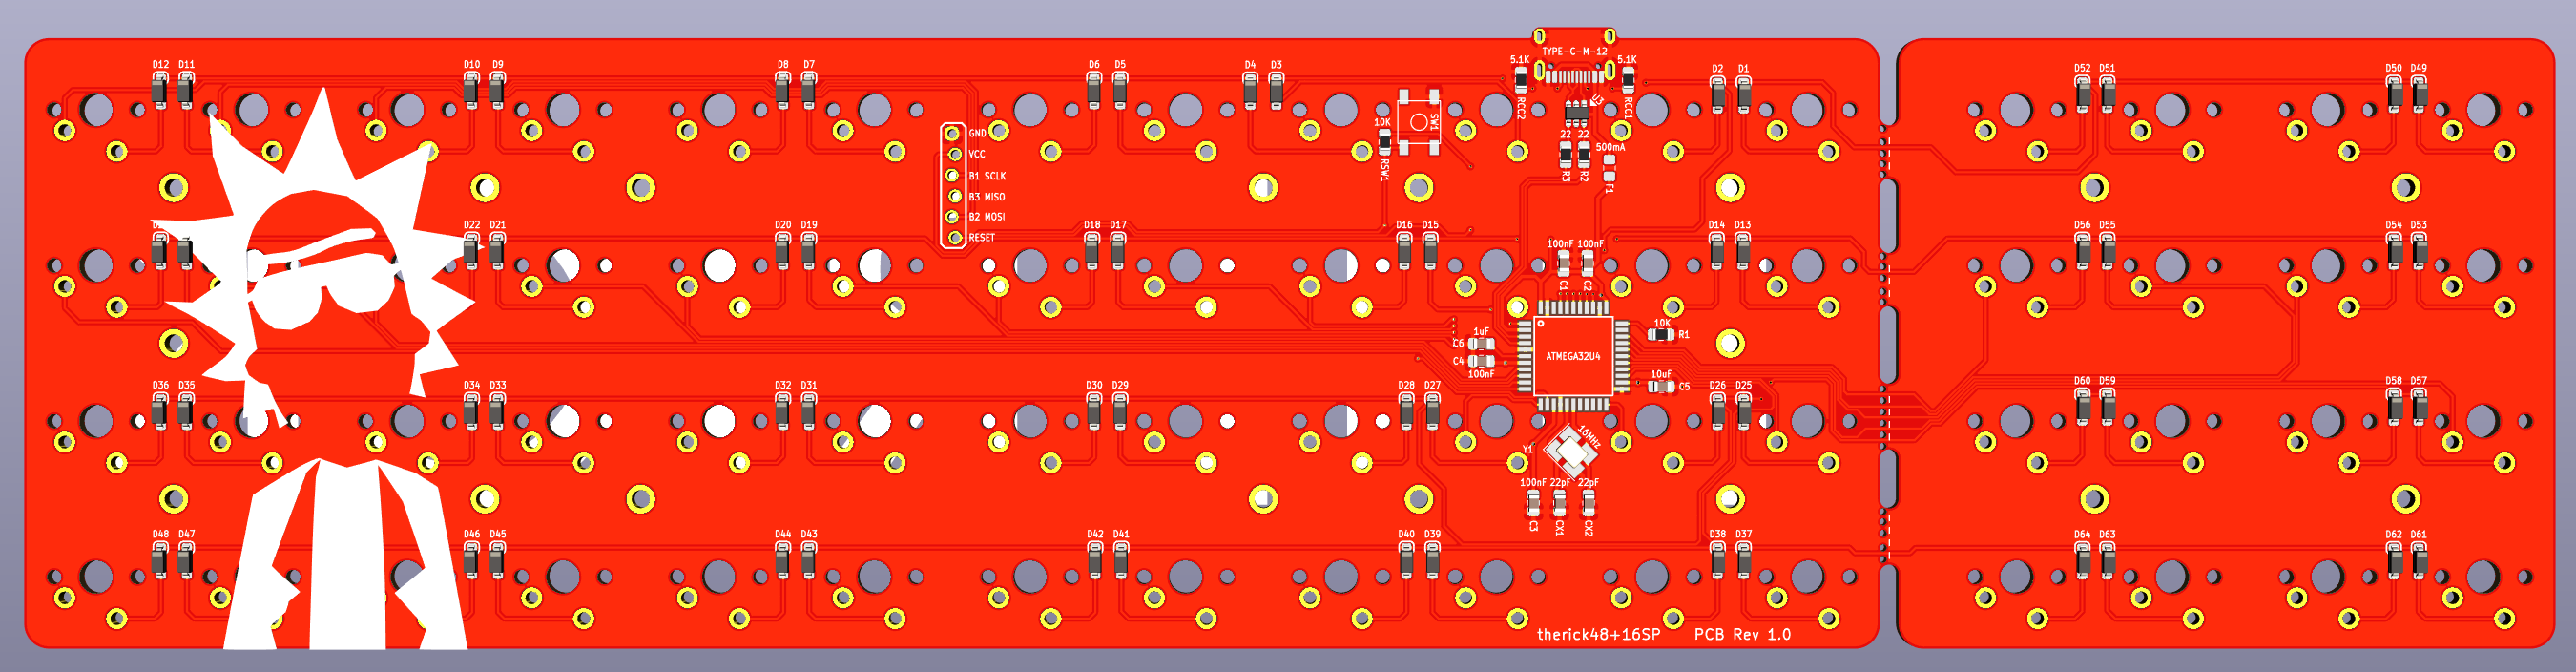 D12 D11 D10 D9 D8 D7 D6 D5 D4 D3 D2 D1 D52 D51 D50 D49
TYPE-C-M-12
5.1K 5.1K
RCC2 RCC1
U3
SW1
10K
RSW1
22 22
R3 R2
500mA
F1
GND
VCC
B1 SCLK
B3 MISO
B2 MOSI
RESET
D22 D21 D20 D19 D18 D17 D16 D15 D14 D13 D56 D55 D54 D53
100nF 100nF
C1 C2
1uF
C6
C4
100nF
ATMEGA32U4
10K
R1
10uF
C5
D36 D35 D34 D33 D32 D31 D30 D29 D28 D27 D26 D25 D60 D59 D58 D57
16MHz
Y1
100nF 22pF 22pF
C3 CX1 CX2
D48 D47 D46 D45 D44 D43 D42 D41 D40 D39 D38 D37 D64 D63 D62 D61
therick48+16SP PCB Rev 1.0